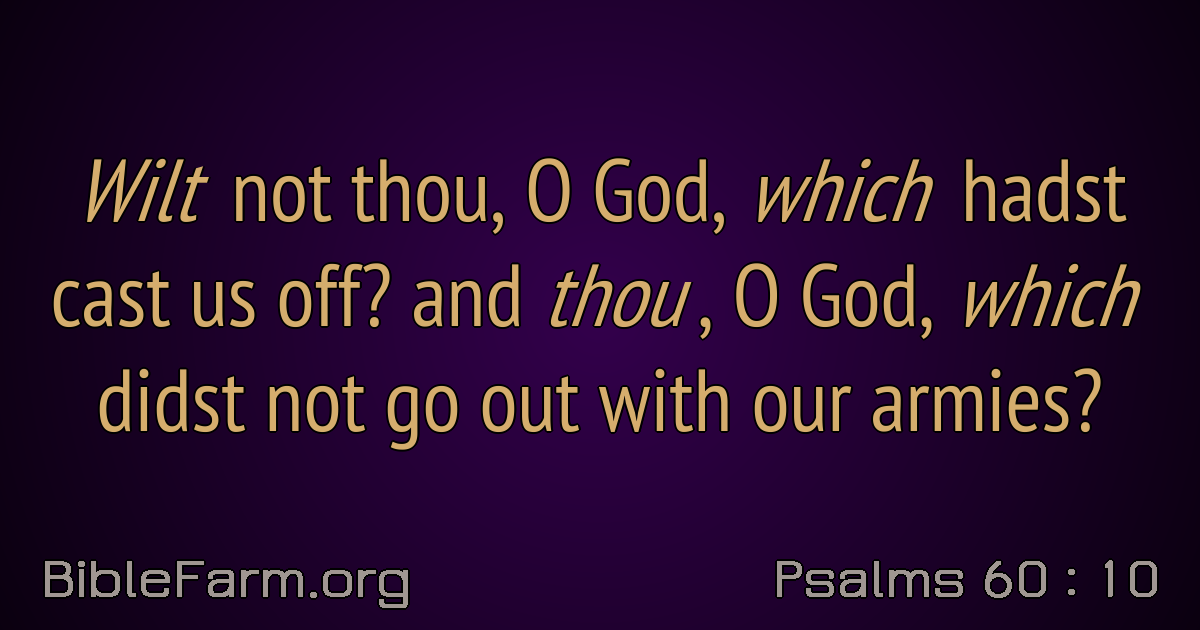 Wilt not thou, O God, which hadst
cast us off? and thou, O God, which
didst not go out with our armies?
BibleFarm.org
Psalms 60 : 10